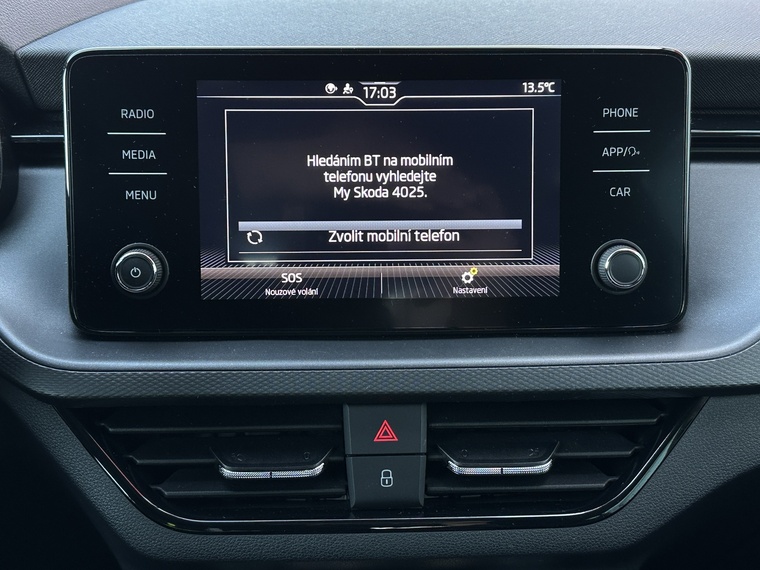 RADIO
MEDIA
MENU
17:03
13.5°C
Hledáním BT na mobilním
telefonu vyhledejte
My Skoda 4025.
Zvolit mobilní telefon
SOS
Nouzové volání
Nastavení
PHONE
APP/
CAR